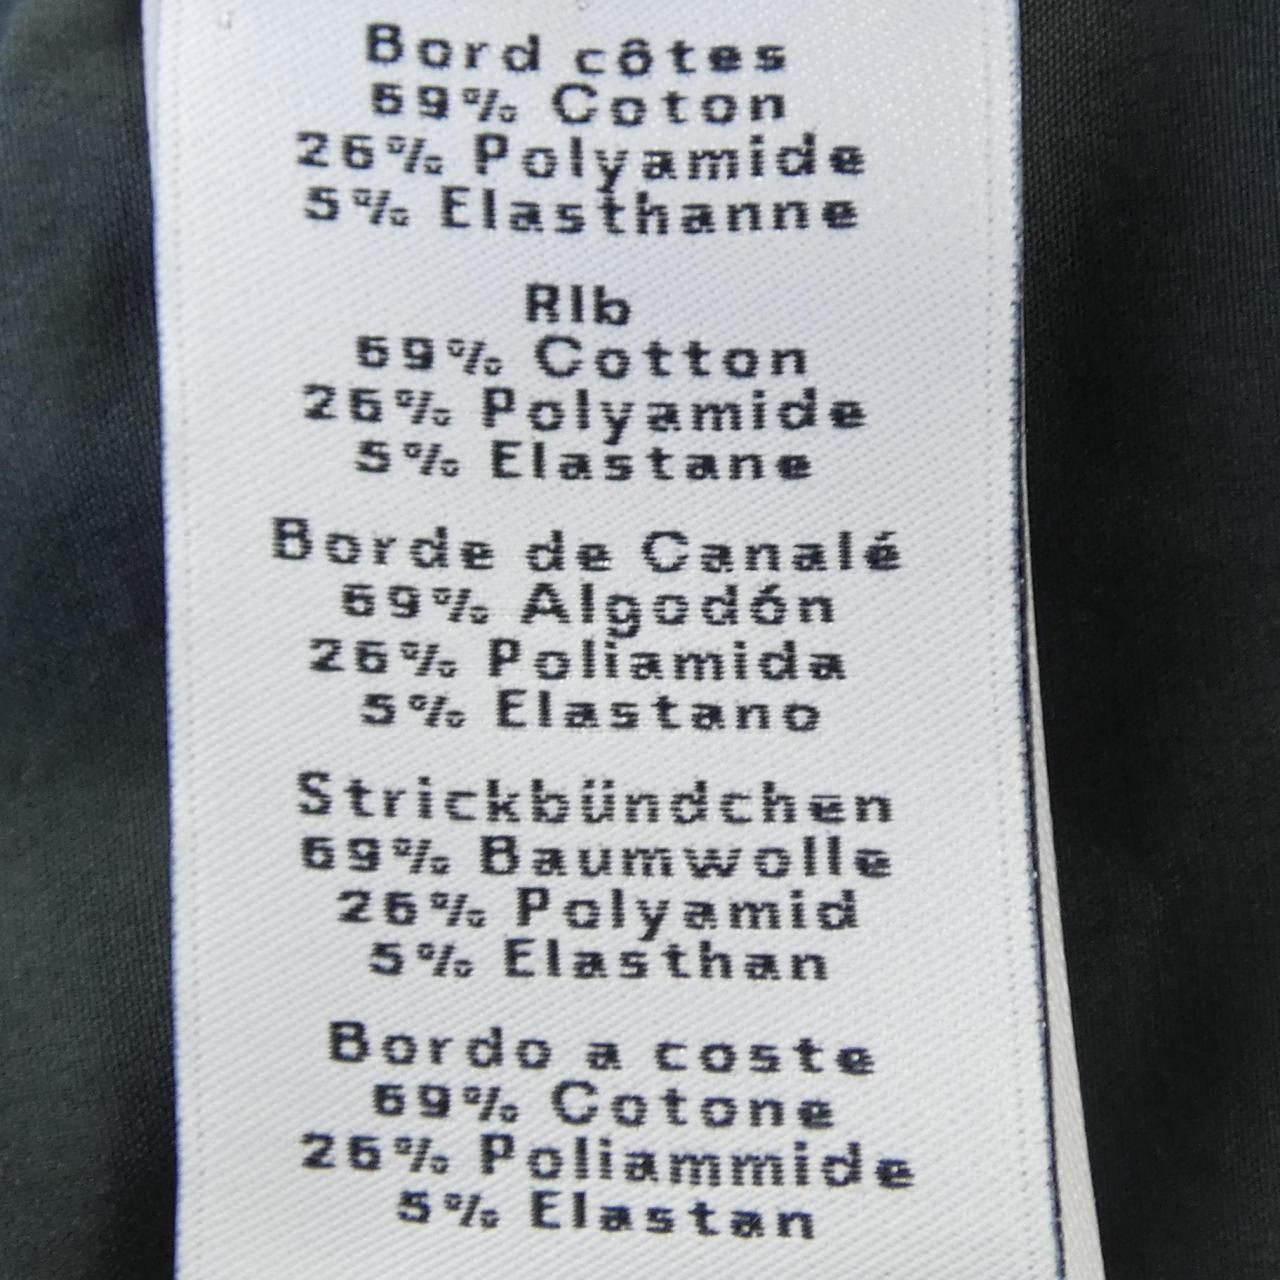 Bord côtes
69% Coton
26% Polyamide
5% Elasthanne
Rib
69% Cotton
26% Polyamide
5% Elastane
Borde de Canalé
69% Algodón
26% Poliamida
5% Elastano
Strickbündchen
69% Baumwolle
26% Polyamid
5% Elasthan
Bordo a coste
69% Cotone
26% Poliammide
5% Elastan